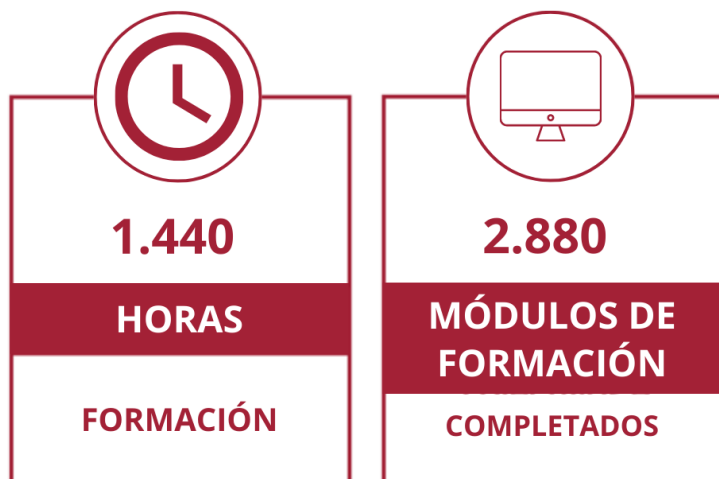 1.440
HORAS
FORMACIÓN
2.880
MÓDULOS DE
FORMACIÓN
COMPLETADOS